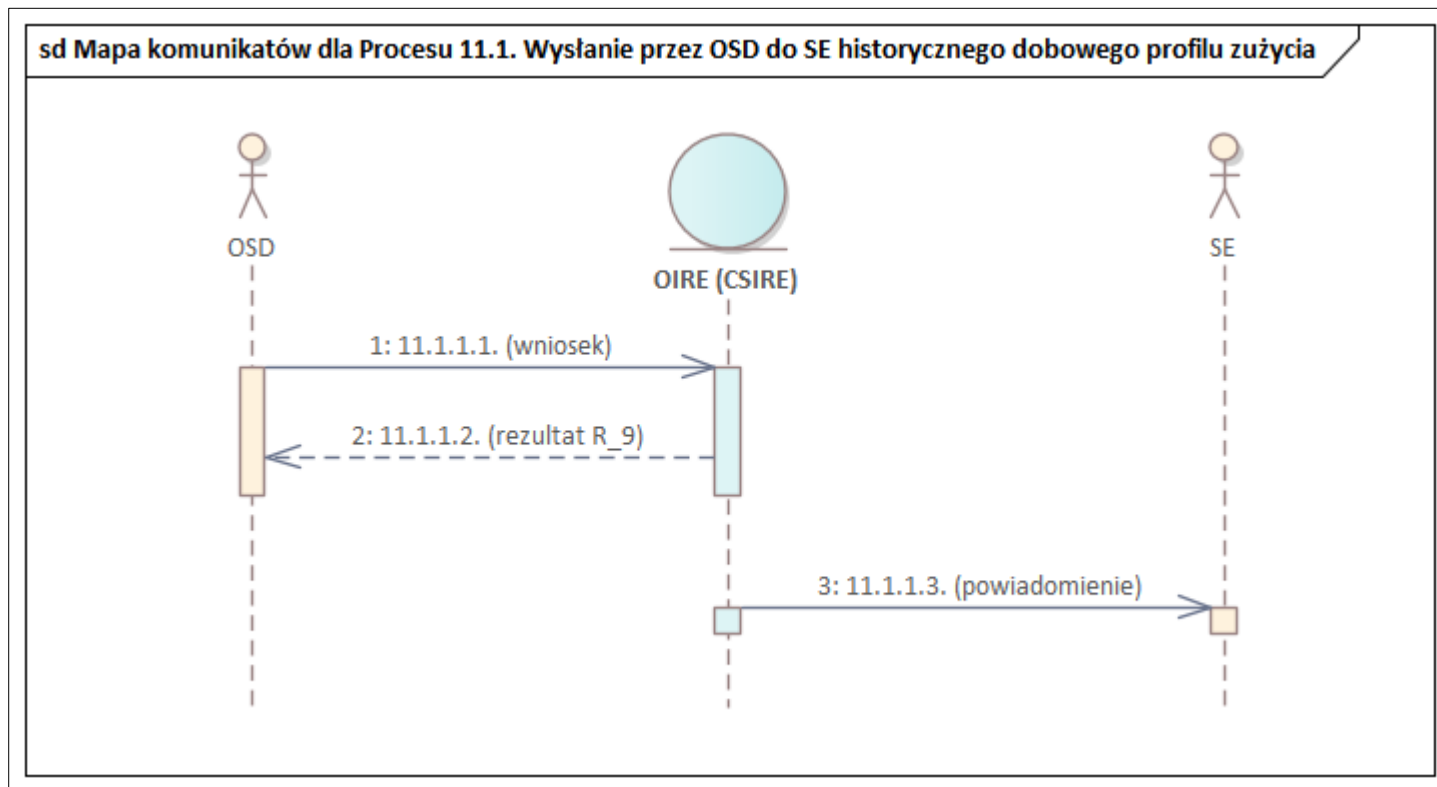 sd Mapa komunikatów dla Procesu 11.1. Wysłanie przez OSD do SE historycznego dobowego profilu zużycia
OSD
OIRE (CSIRE)
SE
1: 11.1.1.1. (wniosek)
2: 11.1.1.2. (rezultat R_9)
3: 11.1.1.3. (powiadomienie)